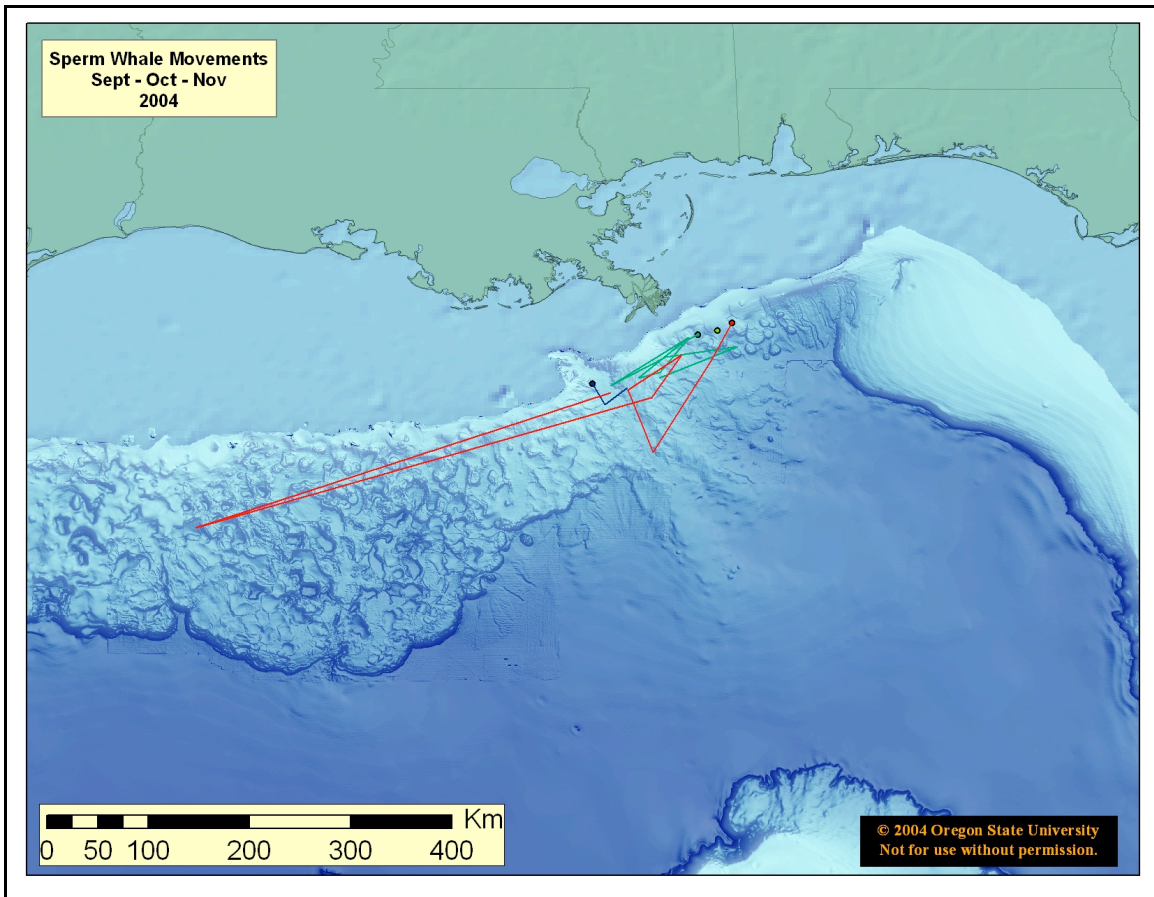 Sperm Whale Movements
Sept - Oct - Nov
2004
Km
0 50 100 200 300 400
© 2004 Oregon State University
Not for use without permission.